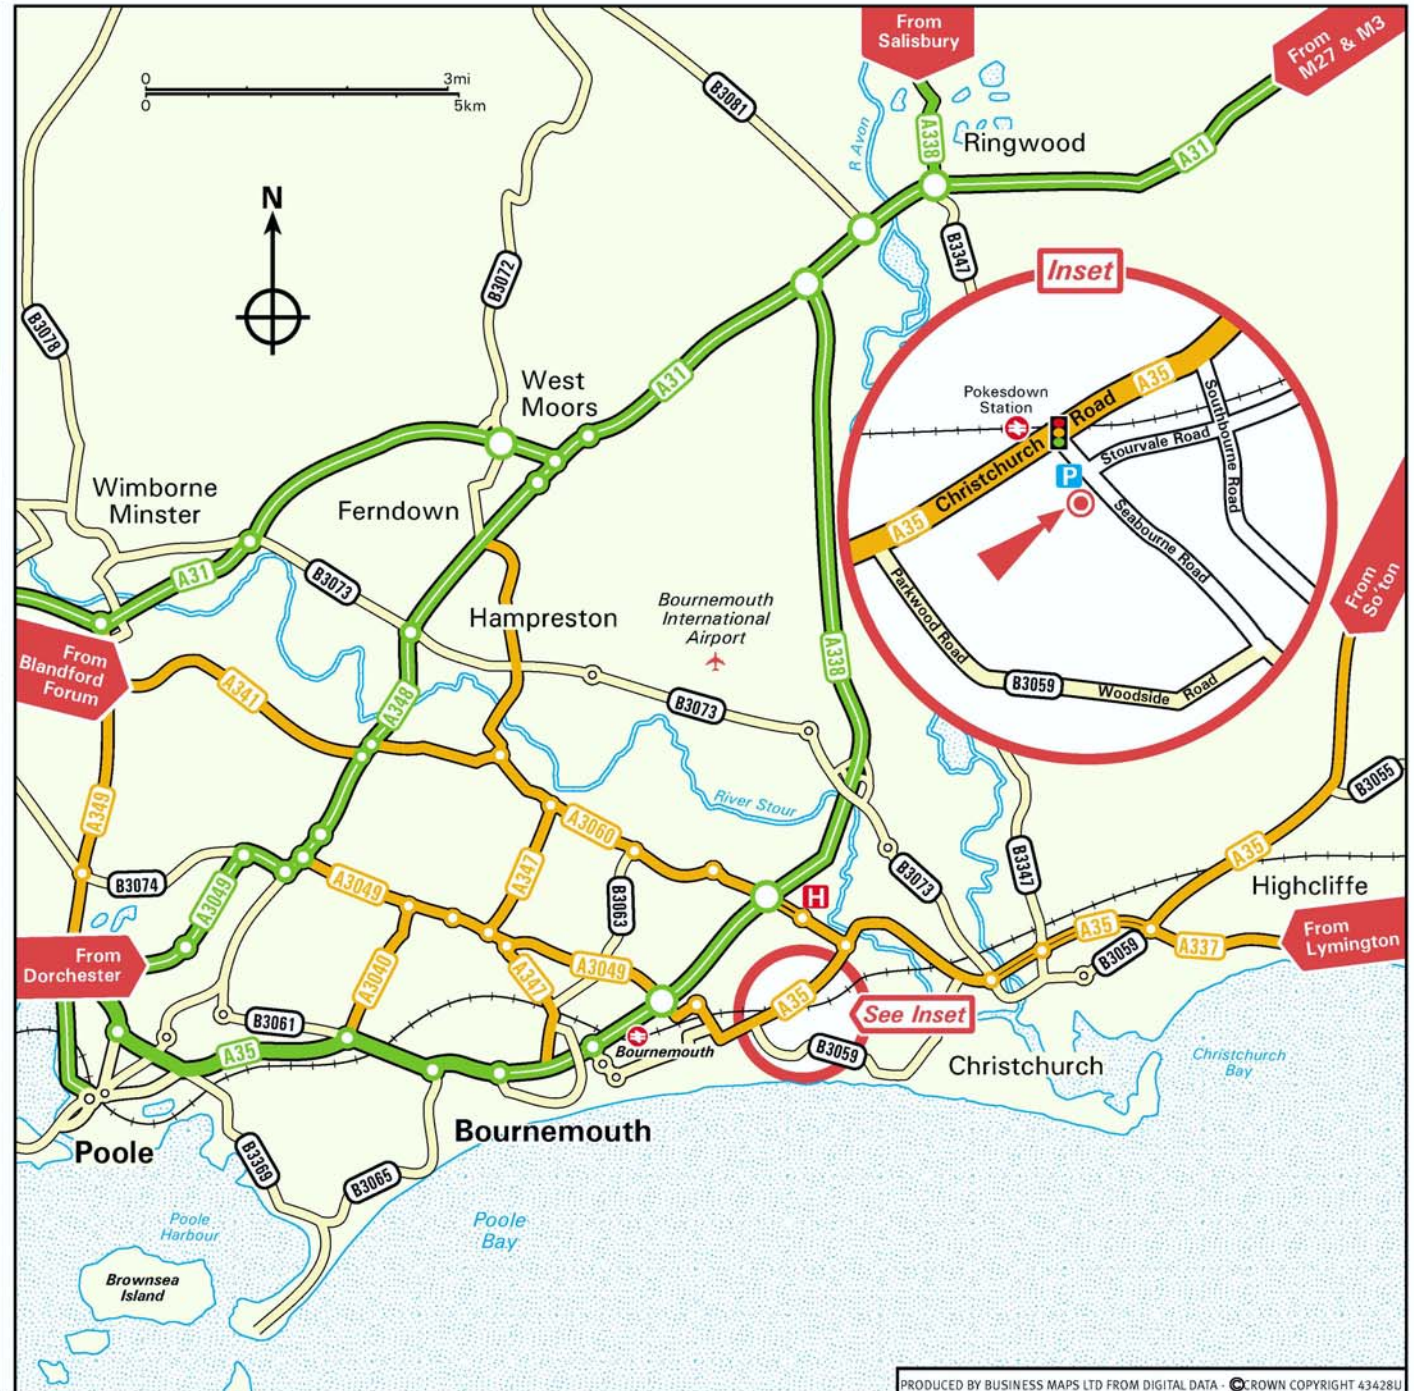 From
Salisbury
From
M27 & M3
0
3mi
0
5km
B3081
R Avon
A338
Ringwood
A31
N
B3072
B3347
Inset
B3078
West
Moors
A31
Pokesdown
Station
A35
Christchurch Road
Southbourne Road
Stourvale Road
P
A35
Seabourne Road
Parkwood Road
B3059
Woodside Road
Wimborne
Minster
Ferndown
A31
B3073
Hampreston
Bournemouth
International
Airport
A338
From
So'ton
From
Blandford
Forum
A341
A348
B3073
River Stour
B3055
A349
A3060
A35
B3074
A3049
A3049
A347
B3063
H
B3073
B3347
Highcliffe
From
Dorchester
A3040
A347
A3049
A35
A35
B3059
A337
From
Lymington
See Inset
B3061
A35
Bournemouth
B3059
Christchurch
Christchurch
Bay
Poole
Bournemouth
B3369
B3065
Poole
Harbour
Poole
Bay
Brownsea
Island
PRODUCED BY BUSINESS MAPS LTD FROM DIGITAL DATA - ©CROWN COPYRIGHT 43428U